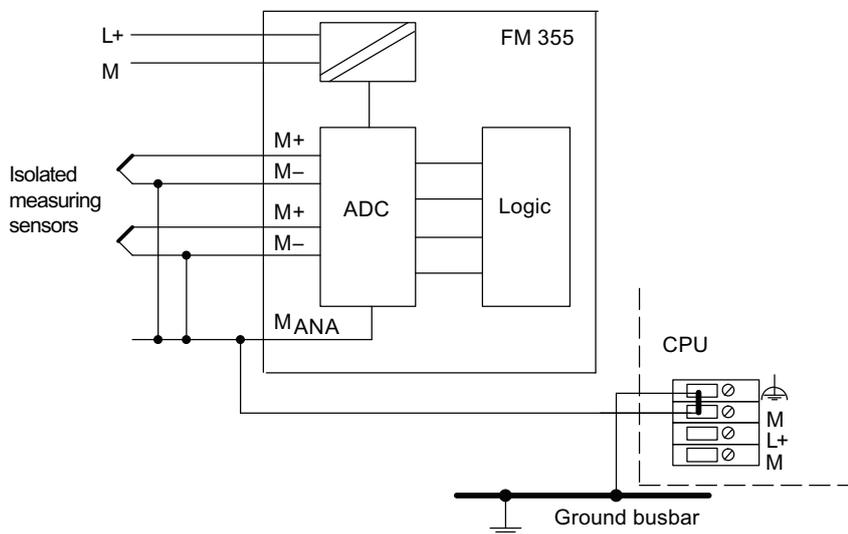 L+
FM 355
M
M+
Isolated
measuring
sensors
M–
M+
M–
ADC
Logic
MANA
CPU
M
L+
M
Ground busbar